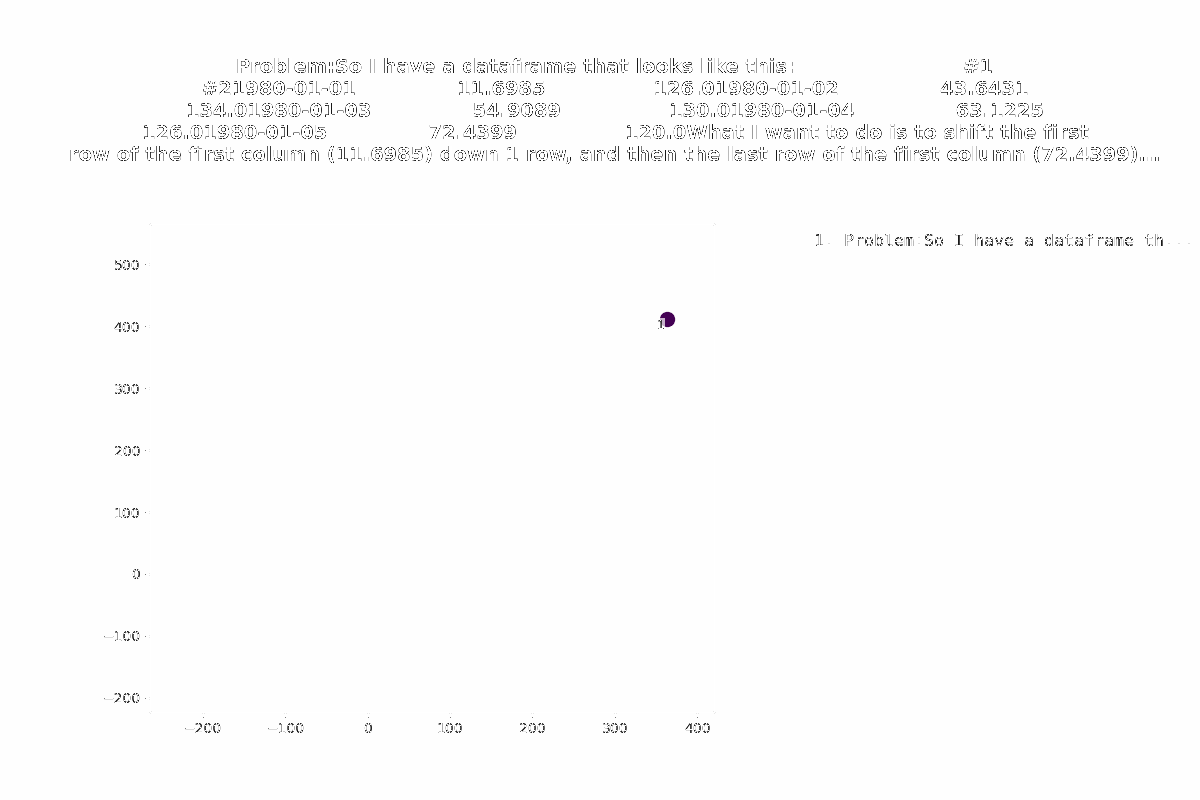 Problem:So I have a dataframe that looks like this: #1
#21980-01-01 11.6985 126.01980-01-02 43.6431
134.01980-01-03 54.9089 130.01980-01-04 63.1225
126.01980-01-05 72.4399 120.0What I want to do is to shift the first
row of the first column (11.6985) down 1 row, and then the last row of the first column (72.4399)...
1. Problem:So I have a dataframe th...
500
400
1
300
200
100
0
−100
−200
−200 −100 0 100 200 300 400